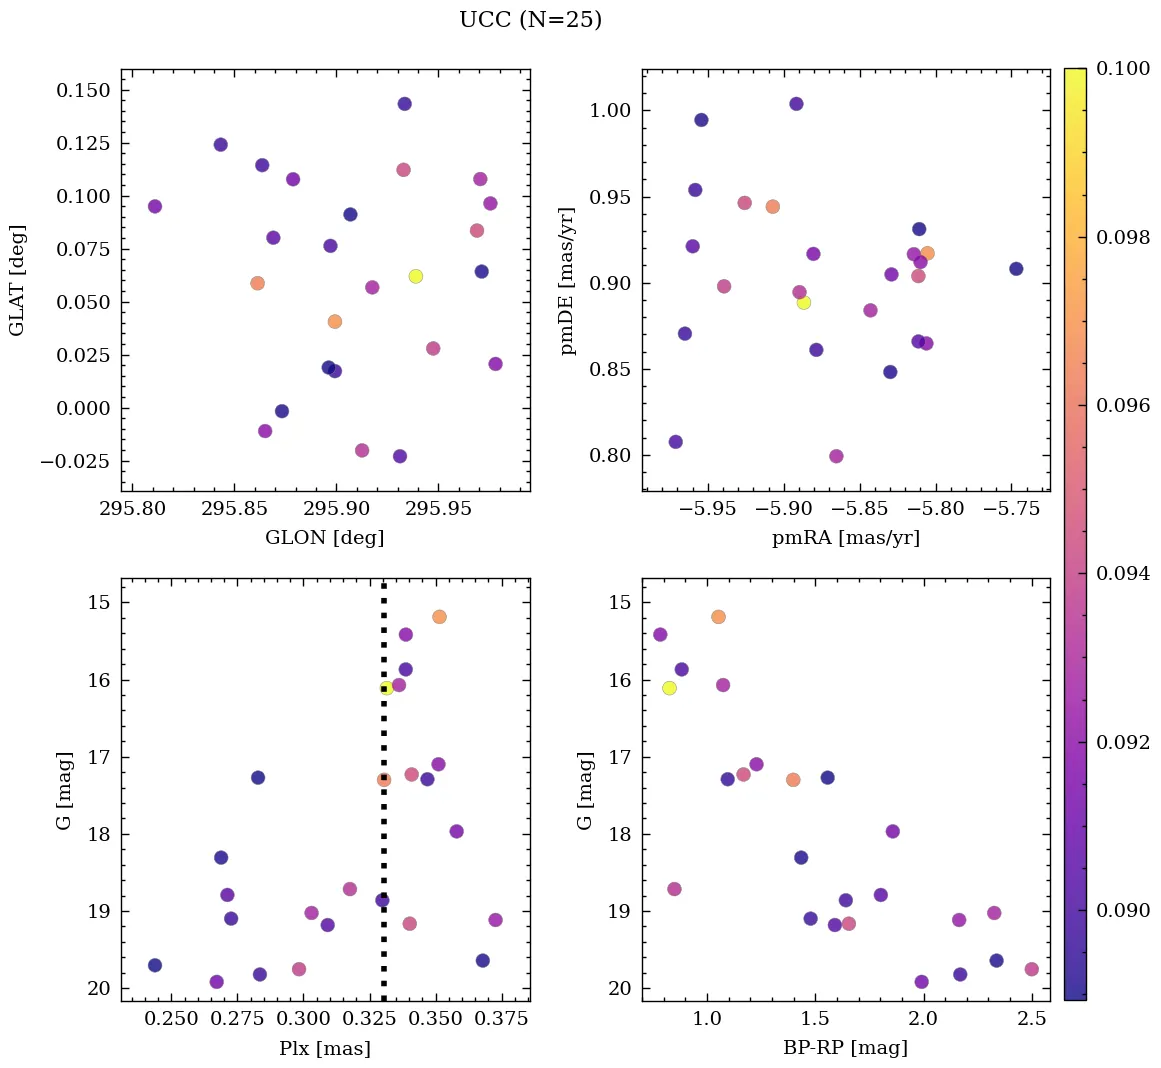 UCC (N=25)
0.150
0.125
0.100
0.075
0.050
0.025
0.000
−0.025
GLAT [deg]
295.80 295.85 295.90 295.95
GLON [deg]
1.00
0.95
0.90
0.85
0.80
pmDE [mas/yr]
−5.95 −5.90 −5.85 −5.80 −5.75
pmRA [mas/yr]
15
16
17
18
19
20
G [mag]
0.250 0.275 0.300 0.325 0.350 0.375
Plx [mas]
15
16
17
18
19
20
G [mag]
1.0 1.5 2.0 2.5
BP-RP [mag]
0.100
0.098
0.096
0.094
0.092
0.090